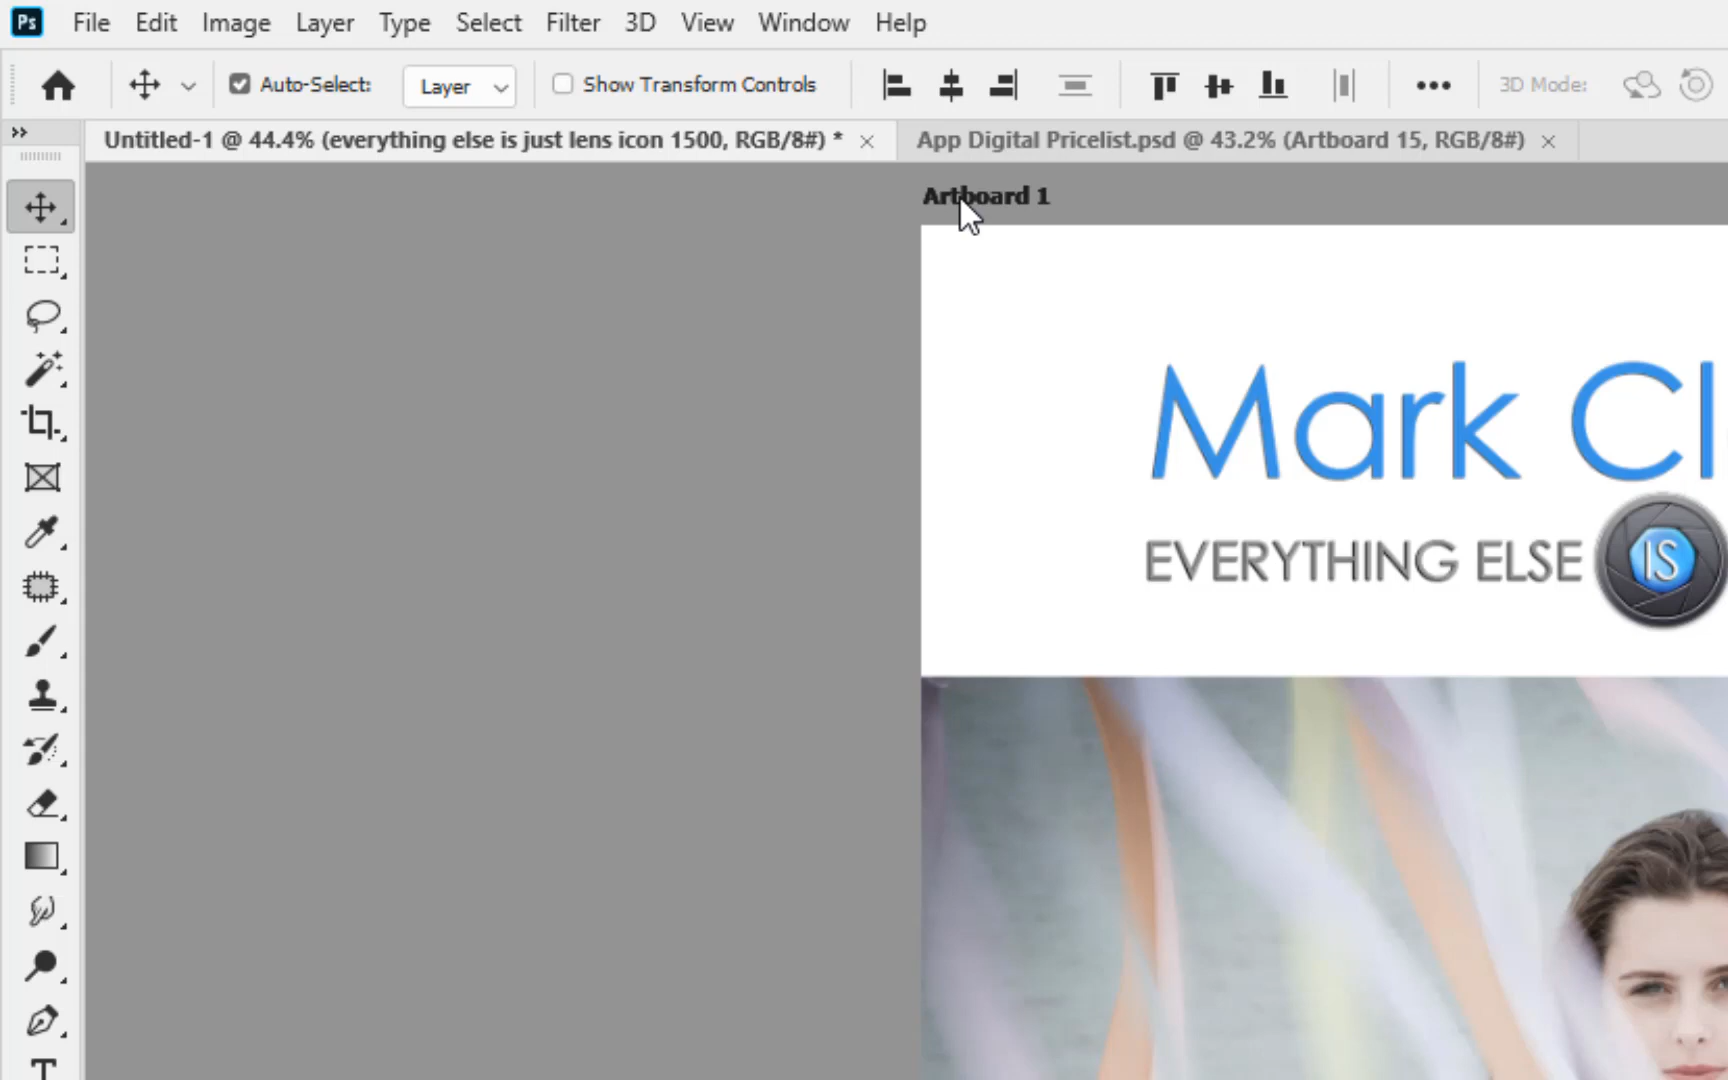 Ps File Edit Image Layer Type Select Filter 3D View Window Help
Auto-Select: Layer Show Transform Controls 3D Mode:
Untitled-1 @ 44.4% (everything else is just lens icon 1500, RGB/8#) * App Digital Pricelist.psd @ 43.2% (Artboard 15, RGB/8#)
Artboard 1
Mark Cl
EVERYTHING ELSE IS